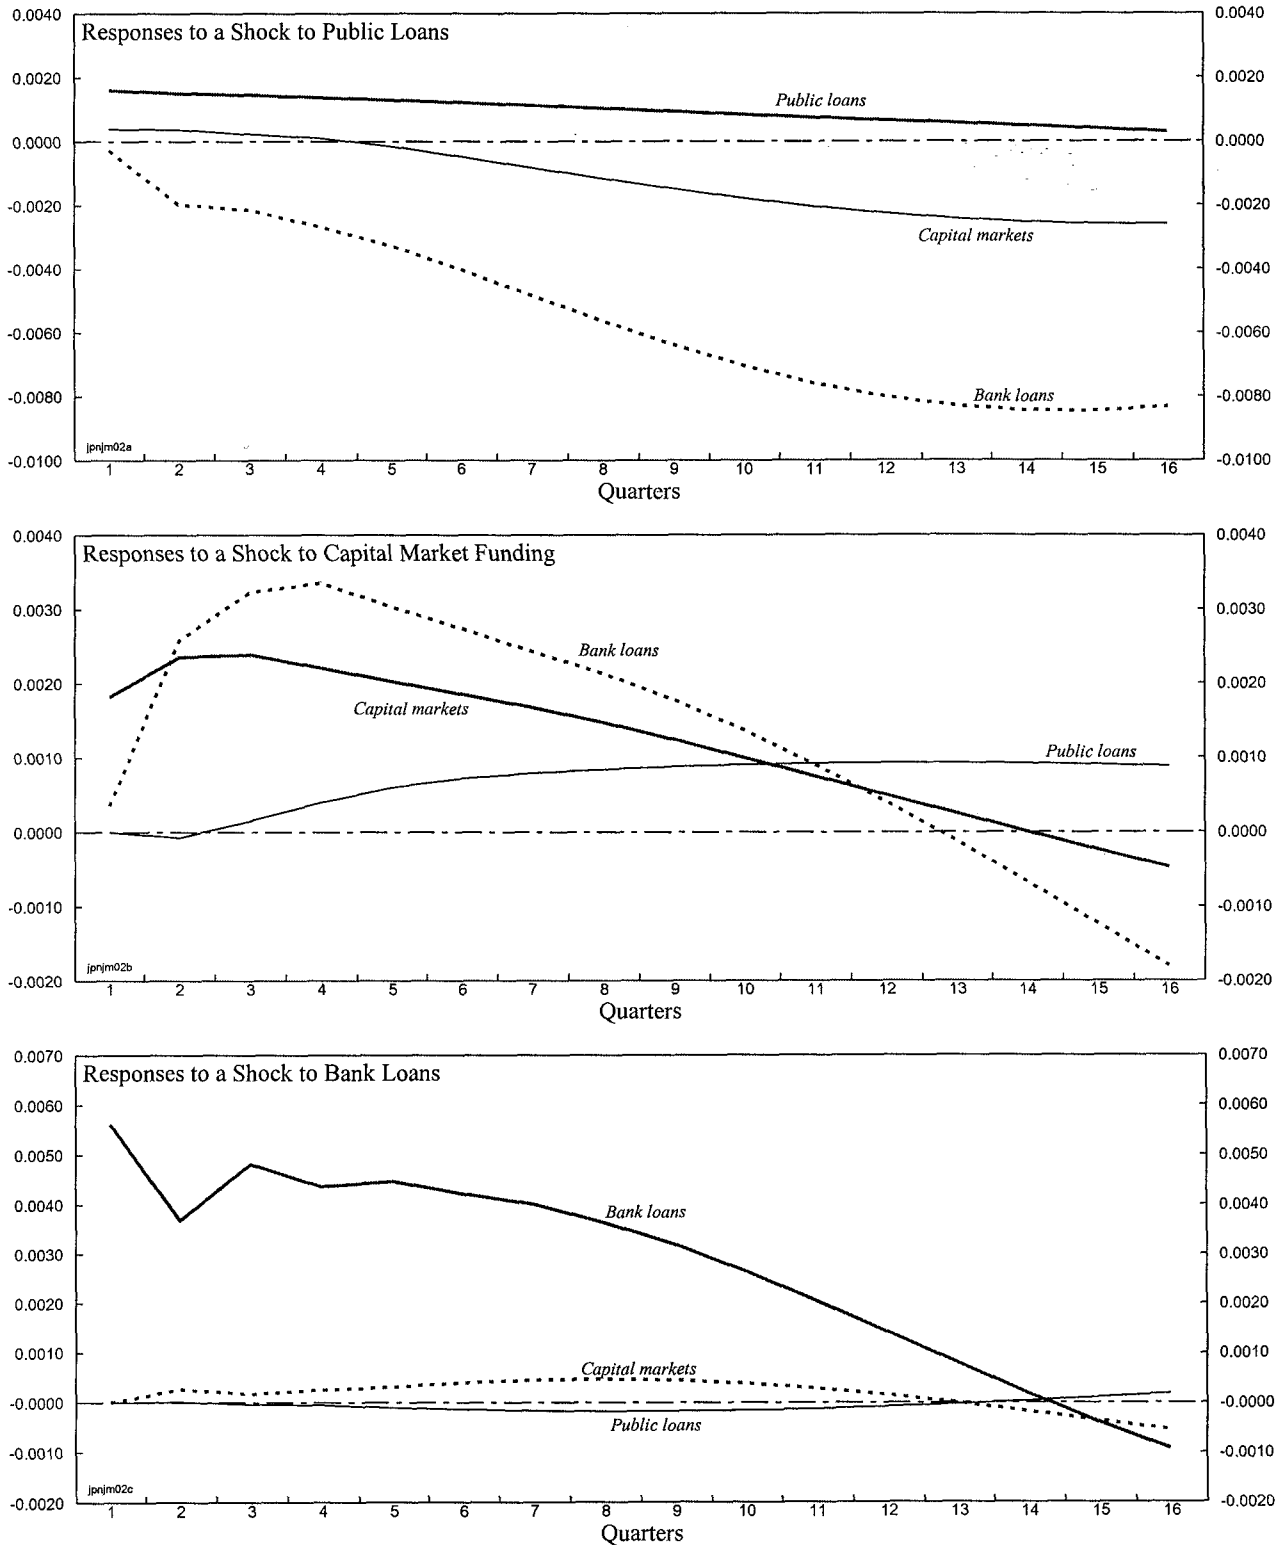 Responses to a Shock to Public Loans
0.0040 0.0040
0.0020 0.0020
Public loans
0.0000 0.0000
-0.0020 -0.0020
Capital markets
-0.0040 -0.0040
-0.0060 -0.0060
-0.0080 -0.0080
Bank loans
jpnjm02a
-0.0100 -0.0100
1 2 3 4 5 6 7 8 9 10 11 12 13 14 15 16
Quarters
0.0040 0.0040
Responses to a Shock to Capital Market Funding
0.0030 0.0030
Bank loans
0.0020 0.0020
Capital markets
Public loans
0.0010 0.0010
0.0000 0.0000
-0.0010 -0.0010
jpnjm02b
-0.0020 -0.0020
1 2 3 4 5 6 7 8 9 10 11 12 13 14 15 16
Quarters
0.0070 0.0070
Responses to a Shock to Bank Loans
0.0060 0.0060
0.0050 0.0050
0.0040 0.0040
Bank loans
0.0030 0.0030
0.0020 0.0020
0.0010 0.0010
Capital markets
-0.0000 -0.0000
Public loans
-0.0010 -0.0010
jpnjm02c
-0.0020 -0.0020
1 2 3 4 5 6 7 8 9 10 11 12 13 14 15 16
Quarters